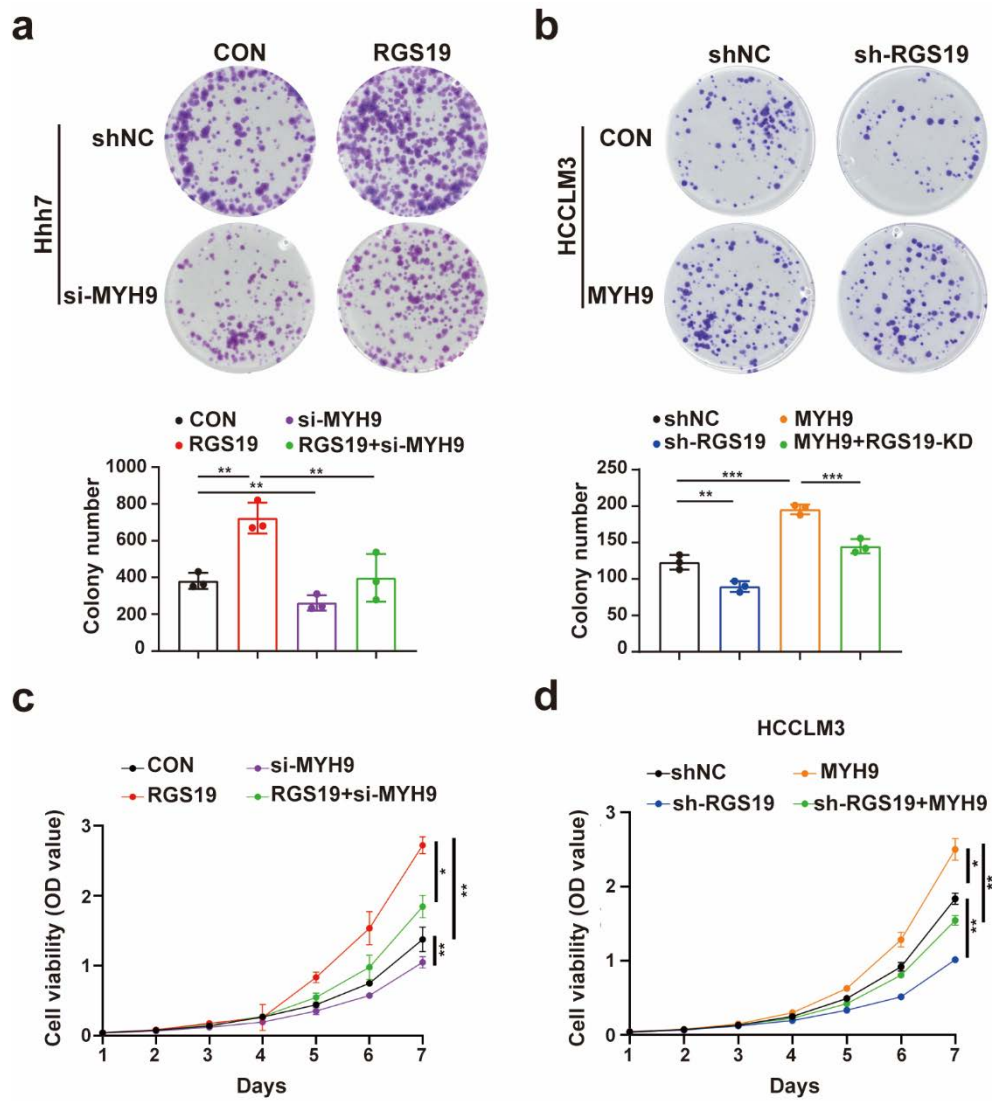 a
CON RGS19
shNC
Hhh7
si-MYH9
CON si-MYH9
RGS19 RGS19+si-MYH9
Colony number
1000
800
600
400
200
0
** **
**
b
shNC sh-RGS19
CON
HCCLM3
MYH9
shNC MYH9
sh-RGS19 MYH9+RGS19-KD
Colony number
250
200
150
100
50
0
*** ***
**
c
CON si-MYH9
RGS19 RGS19+si-MYH9
Cell viability (OD value)
3
2
1
0
*
**
**
1 2 3 4 5 6 7
Days
d
HCCLM3
shNC MYH9
sh-RGS19 sh-RGS19+MYH9
Cell viability (OD value)
3
2
1
0
*
**
**
1 2 3 4 5 6 7
Days